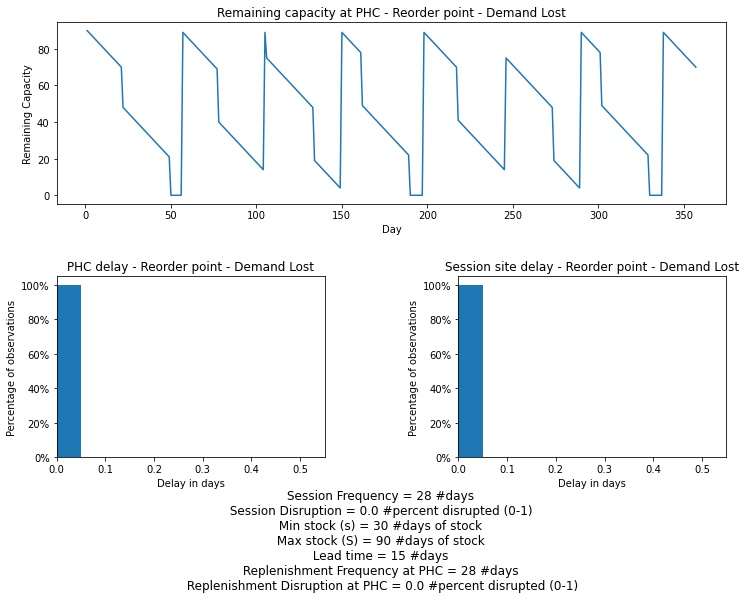 Remaining capacity at PHC - Reorder point - Demand Lost
Remaining Capacity
80
60
40
20
0
0 50 100 150 200 250 300 350
Day
PHC delay - Reorder point - Demand Lost
Percentage of observations
100%
80%
60%
40%
20%
0%
0.0 0.1 0.2 0.3 0.4 0.5
Delay in days
Session site delay - Reorder point - Demand Lost
Percentage of observations
100%
80%
60%
40%
20%
0%
0.0 0.1 0.2 0.3 0.4 0.5
Delay in days
Session Frequency = 28 #days
Session Disruption = 0.0 #percent disrupted (0-1)
Min stock (s) = 30 #days of stock
Max stock (S) = 90 #days of stock
Lead time = 15 #days
Replenishment Frequency at PHC = 28 #days
Replenishment Disruption at PHC = 0.0 #percent disrupted (0-1)